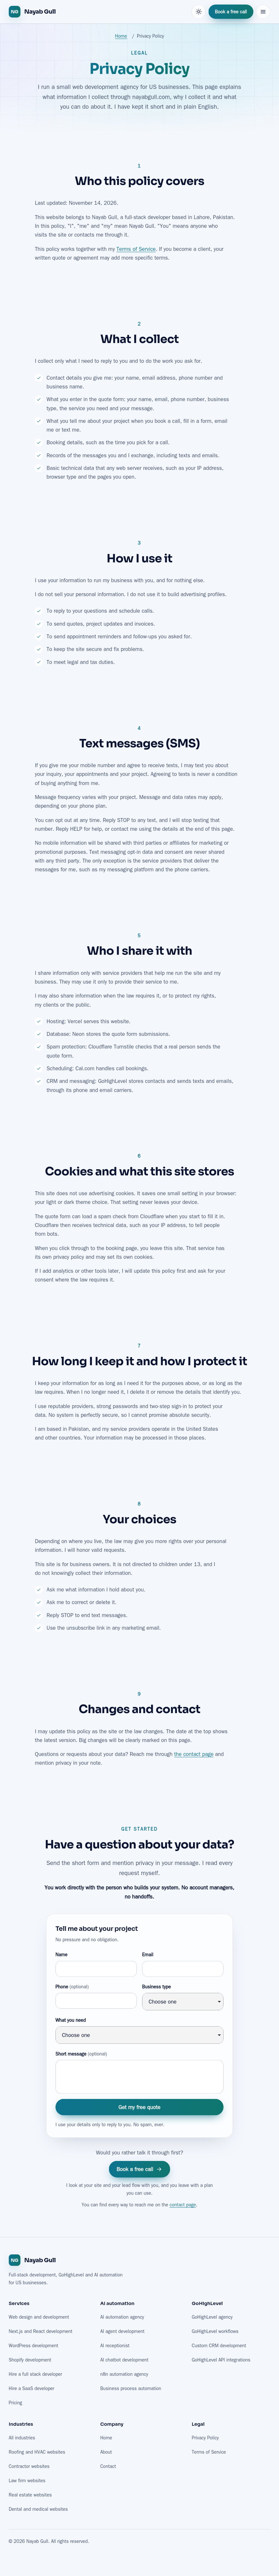 NG Nayab Gull
Book a free call
Home / Privacy Policy
LEGAL
Privacy Policy
I run a small web development agency for US businesses. This page explains
what information I collect through nayabgull.com, why I collect it and what
you can do about it. I have kept it short and in plain English.
1
Who this policy covers
Last updated: November 14, 2026.
This website belongs to Nayab Gull, a full-stack developer based in Lahore, Pakistan.
In this policy, "I", "me" and "my" mean Nayab Gull. "You" means anyone who
visits the site or contacts me through it.
This policy works together with my Terms of Service. If you become a client, your
written quote or agreement may add more specific terms.
2
What I collect
I collect only what I need to reply to you and to do the work you ask for.
Contact details you give me: your name, email address, phone number and
business name.
What you enter in the quote form: your name, email, phone number, business
type, the service you need and your message.
What you tell me about your project when you book a call, fill in a form, email
me or text me.
Booking details, such as the time you pick for a call.
Records of the messages you and I exchange, including texts and emails.
Basic technical data that any web server receives, such as your IP address,
browser type and the pages you open.
3
How I use it
I use your information to run my business with you, and for nothing else.
I do not sell your personal information. I do not use it to build advertising profiles.
To reply to your questions and schedule calls.
To send quotes, project updates and invoices.
To send appointment reminders and follow-ups you asked for.
To keep the site secure and fix problems.
To meet legal and tax duties.
4
Text messages (SMS)
If you give me your mobile number and agree to receive texts, I may text you about
your inquiry, your appointments and your project. Agreeing to texts is never a condition
of buying anything from me.
Message frequency varies with your project. Message and data rates may apply,
depending on your phone plan.
You can opt out at any time. Reply STOP to any text, and I will stop texting that
number. Reply HELP for help, or contact me using the details at the end of this page.
No mobile information will be shared with third parties or affiliates for marketing or
promotional purposes. Text messaging opt-in data and consent are never shared
with any third party. The only exception is the service providers that deliver the
messages for me, such as my messaging platform and the phone carriers.
5
Who I share it with
I share information only with service providers that help me run the site and my
business. They may use it only to provide their service to me.
I may also share information when the law requires it, or to protect my rights,
my clients or the public.
Hosting: Vercel serves this website.
Database: Neon stores the quote form submissions.
Spam protection: Cloudflare Turnstile checks that a real person sends the
quote form.
Scheduling: Cal.com handles call bookings.
CRM and messaging: GoHighLevel stores contacts and sends texts and emails,
through its phone and email carriers.
6
Cookies and what this site stores
This site does not use advertising cookies. It saves one small setting in your browser:
your light or dark theme choice. That setting never leaves your device.
The quote form can load a spam check from Cloudflare when you start to fill it in.
Cloudflare then receives technical data, such as your IP address, to tell people
from bots.
When you click through to the booking page, you leave this site. That service has
its own privacy policy and may set its own cookies.
If I add analytics or other tools later, I will update this policy first and ask for your
consent where the law requires it.
7
How long I keep it and how I protect it
I keep your information for as long as I need it for the purposes above, or as long as the
law requires. When I no longer need it, I delete it or remove the details that identify you.
I use reputable providers, strong passwords and two-step sign-in to protect your
data. No system is perfectly secure, so I cannot promise absolute security.
I am based in Pakistan, and my service providers operate in the United States
and other countries. Your information may be processed in those places.
8
Your choices
Depending on where you live, the law may give you more rights over your personal
information. I will honor valid requests.
This site is for business owners. It is not directed to children under 13, and I
do not knowingly collect their information.
Ask me what information I hold about you.
Ask me to correct or delete it.
Reply STOP to end text messages.
Use the unsubscribe link in any marketing email.
9
Changes and contact
I may update this policy as the site or the law changes. The date at the top shows
the latest version. Big changes will be clearly marked on this page.
Questions or requests about your data? Reach me through the contact page and
mention privacy in your note.
GET STARTED
Have a question about your data?
Send the short form and mention privacy in your message. I read every
request myself.
You work directly with the person who builds your system. No account managers,
no handoffs.
Tell me about your project
No pressure and no obligation.
Name Email
Phone (optional) Business type
Choose one
What you need
Choose one
Short message (optional)
Get my free quote
I use your details only to reply to you. No spam, ever.
Would you rather talk it through first?
Book a free call →
I look at your site and your lead flow with you, and you leave with a plan
you can use.
You can find every way to reach me on the contact page.
NG Nayab Gull
Full-stack development, GoHighLevel and AI automation
for US businesses.
Services
Web design and development
Next.js and React development
WordPress development
Shopify development
Hire a full stack developer
Hire a SaaS developer
Pricing
AI automation
AI automation agency
AI agent development
AI receptionist
AI chatbot development
n8n automation agency
Business process automation
GoHighLevel
GoHighLevel agency
GoHighLevel workflows
Custom CRM development
GoHighLevel API integrations
Industries
All industries
Roofing and HVAC websites
Contractor websites
Law firm websites
Real estate websites
Dental and medical websites
Company
Home
About
Contact
Legal
Privacy Policy
Terms of Service
© 2026 Nayab Gull. All rights reserved.